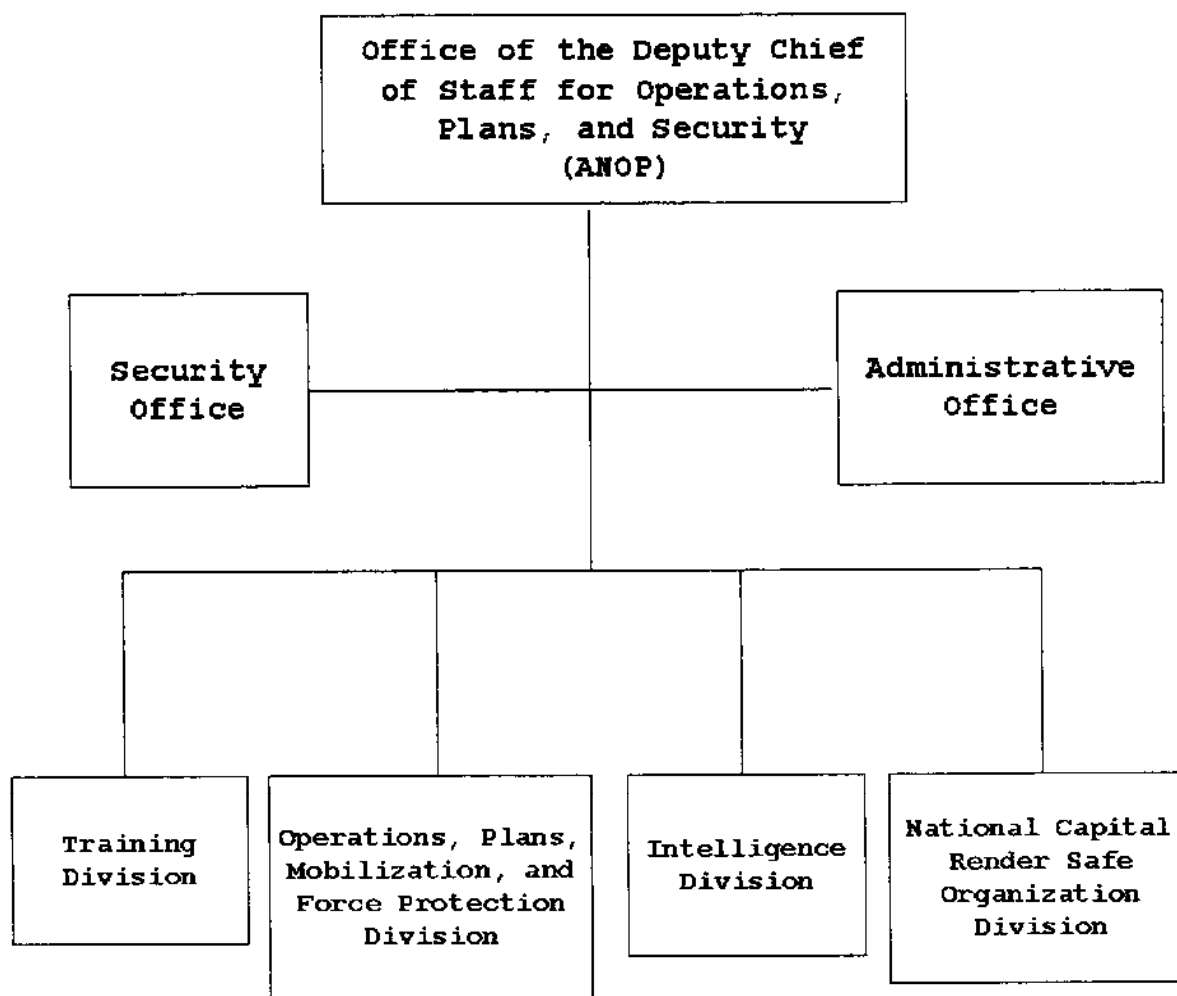 Office of the Deputy Chief
of Staff for Operations,
Plans, and Security
(ANOP)
Security
Office
Administrative
Office
Training
Division
Operations, Plans,
Mobilization, and
Force Protection
Division
Intelligence
Division
National Capital
Render Safe
Organization
Division